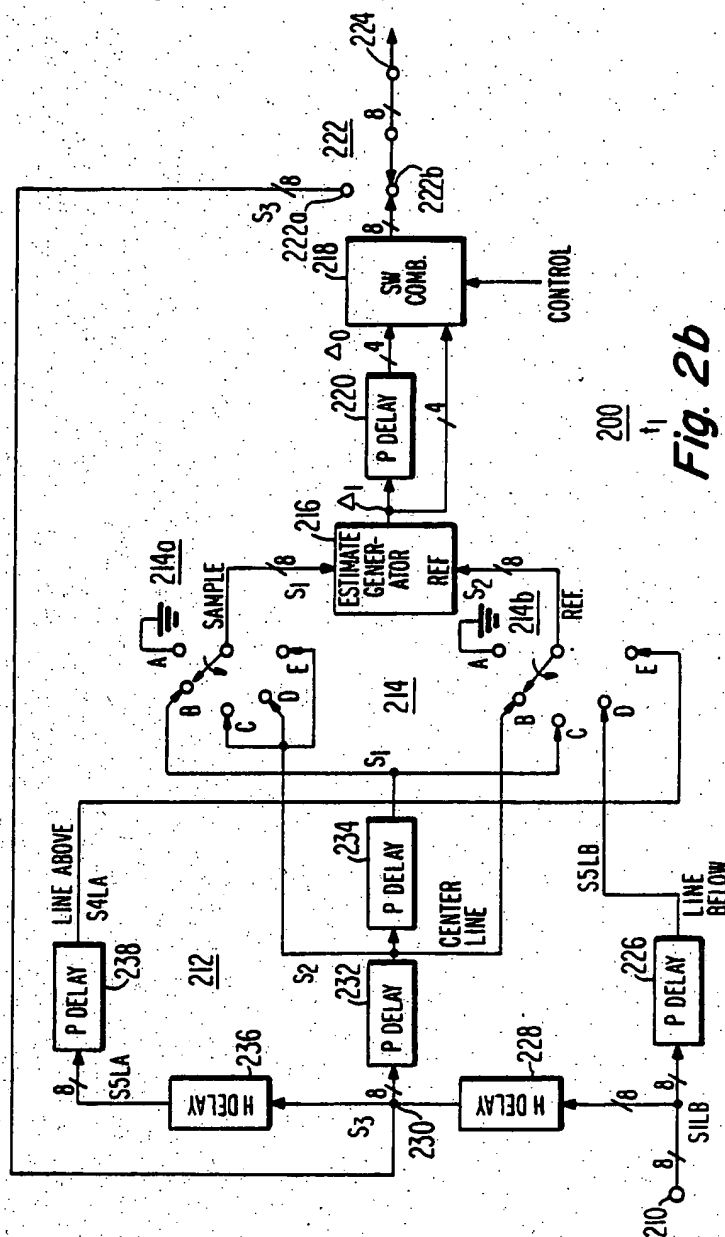 LINE ABOVE
S4LA
238
P DELAY
8
S5LA
212
236
H DELAY
S3
8
230
232
P DELAY
S2
234
P DELAY
S1
CENTER
LINE
228
H DELAY
8
S5LB
226
P DELAY
LINE
BELOW
8
S1LB
8
210
214a
A
B
C
D
E
SAMPLE
8
S1
214
216
ESTIMATE
GENER-
ATOR
REF
S2
8
214b
A
B
C
D
E
REF.
Δ1
220
P DELAY
Δ0
4
4
218
SW
COMB.
CONTROL
S3
8
222a
222
222b
8
8
224
200
t1
Fig. 2b